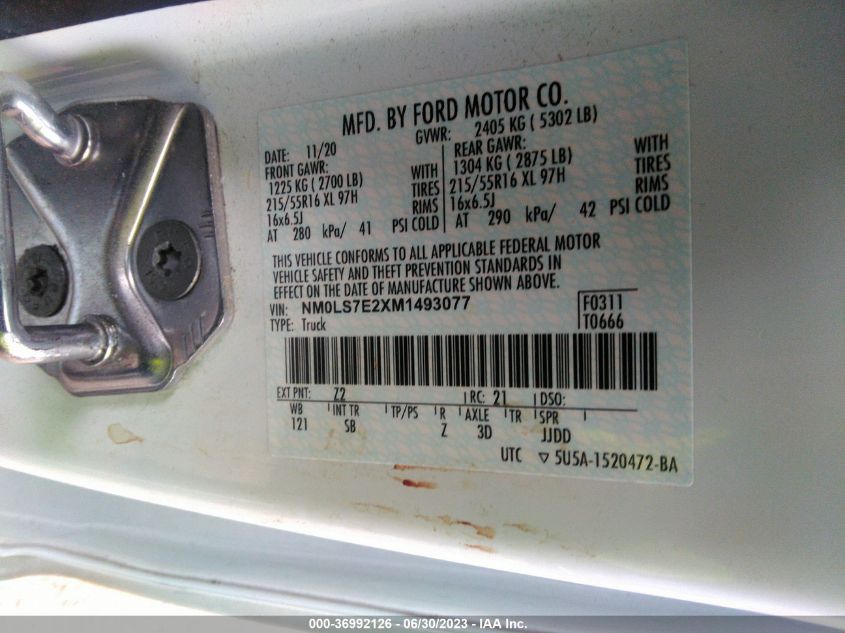 MFD. BY FORD MOTOR CO.
DATE: 11/20 GVWR: 2405 KG ( 5302 LB)
FRONT GAWR: REAR GAWR:
1225 KG ( 2700 LB) WITH 1304 KG ( 2875 LB) WITH
215/55R16 XL 97H TIRES 215/55R16 XL 97H TIRES
16x6.5J RIMS 16x6.5J RIMS
AT 280 kPa/ 41 PSI COLD AT 290 kPa/ 42 PSI COLD
THIS VEHICLE CONFORMS TO ALL APPLICABLE FEDERAL MOTOR
VEHICLE SAFETY AND THEFT PREVENTION STANDARDS IN
EFFECT ON THE DATE OF MANUFACTURE SHOWN ABOVE.
VIN: NM0LS7E2XM1493077 F0311
TYPE: Truck T0666
EXT PNT: Z2 RC: 21 DSO:
WB INT TR TP/PS R AXLE TR SPR
121 SB Z 3D JJDD
UTC ▽ 5U5A-1520472-BA
000-36992126 - 06/30/2023 - IAA Inc.